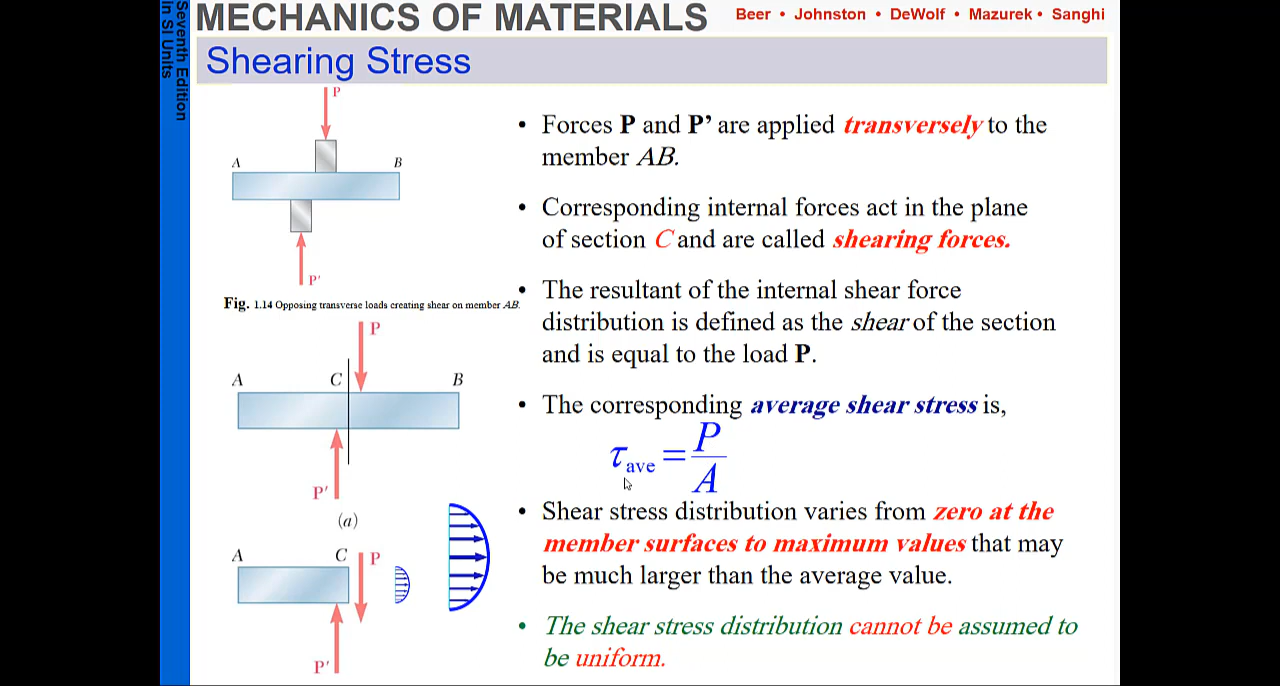 Seventh Edition
in SI Units
MECHANICS OF MATERIALS
Beer • Johnston • DeWolf • Mazurek • Sanghi
Shearing Stress
P
A
B
P'
Fig. 1.14 Opposing transverse loads creating shear on member AB.
P
A
C
B
P'
(a)
A
C
P
P'
• Forces P and P’ are applied transversely to the
member AB.
• Corresponding internal forces act in the plane
of section C and are called shearing forces.
• The resultant of the internal shear force
distribution is defined as the shear of the section
and is equal to the load P.
• The corresponding average shear stress is,
τave = P/A
• Shear stress distribution varies from zero at the
member surfaces to maximum values that may
be much larger than the average value.
• The shear stress distribution cannot be assumed to
be uniform.